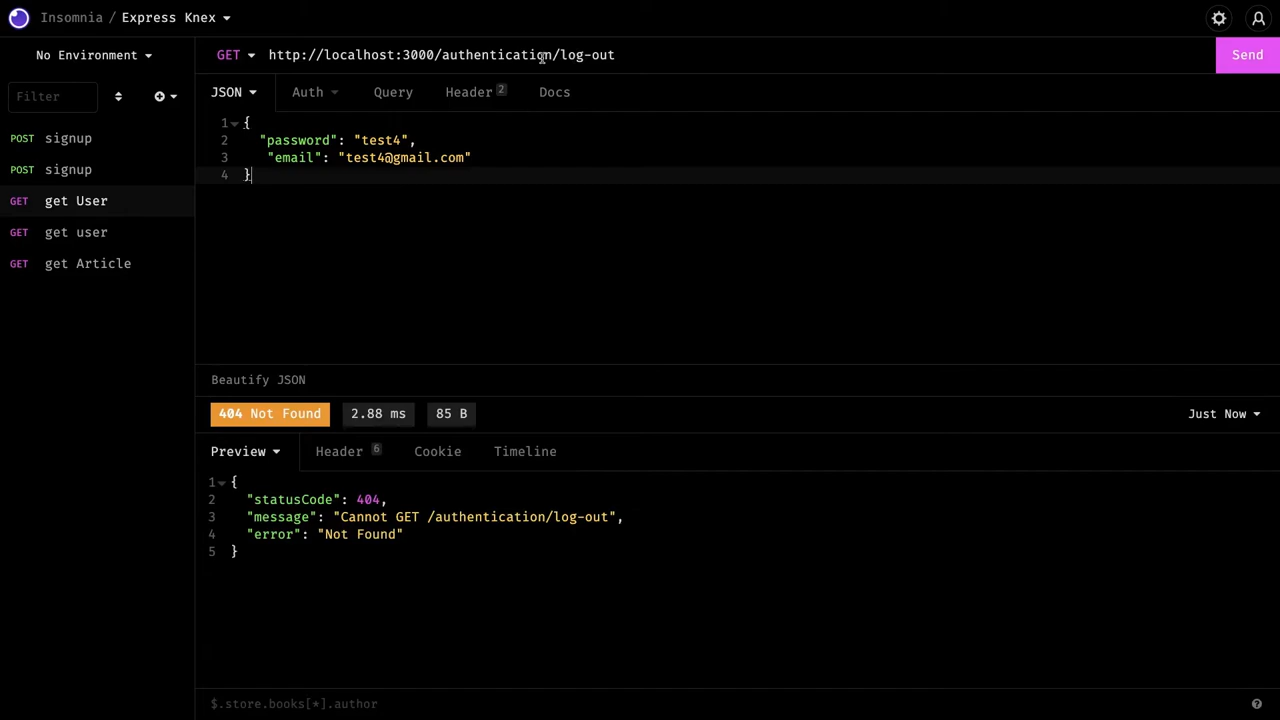 Insomnia / Express Knex
No Environment
GET http://localhost:3000/authentication/log-out Send
Filter
JSON Auth Query Header 2 Docs
POST signup
POST signup
GET get User
GET get user
GET get Article
1 {
2 "password": "test4",
3 "email": "test4@gmail.com"
4 }
Beautify JSON
404 Not Found 2.88 ms 85 B Just Now
Preview Header 6 Cookie Timeline
1 {
2 "statusCode": 404,
3 "message": "Cannot GET /authentication/log-out",
4 "error": "Not Found"
5 }
$.store.books[*].author